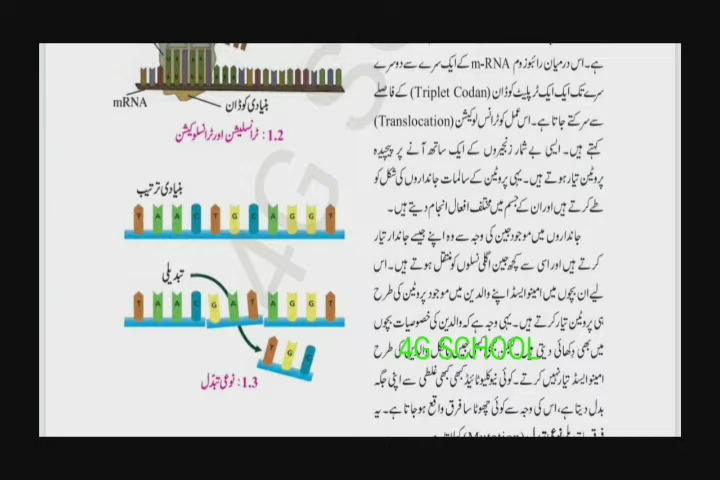 ہے۔ اس درمیان رائبوزوم m-RNA کے ایک سرے سے دوسرے
سرے تک ایک ایک ٹرپلیٹ کوڈان (Triplet Codan) کے فاصلے
سے سرکتے جاتا ہے۔ اس عمل کو ٹرانس لوکیشن (Translocation)
کہتے ہیں۔ ایسی بے شمار زنجیروں کے ایک ساتھ آنے پر پیچیدہ
پروٹین تیار ہوتے ہیں۔ یہی پروٹین کے سالمات جانداروں کی شکل کو
طے کرتے ہیں اور ان کے جسم میں مختلف افعال انجام دیتے ہیں۔
جانداروں میں موجود جین کی وجہ سے وہ اپنے جیسے جاندار تیار
کرتے ہیں اور اسی سے کچھ جین اگلی نسلوں کو منتقل ہوتے ہیں۔ اس
لیے ان بچوں میں امینو ایسڈ اپنے والدین میں موجود پروٹین کی طرح
ہی پروٹین تیار کرتے ہیں۔ یہی وجہ ہے کہ والدین کی خصوصیات بچوں
میں بھی دکھائی دیتی کی طرح
امینو ایسڈ تیار نہیں کرتے۔ کوئی نیوکلیوٹائیڈ کبھی کبھی غلطی سے اپنی جگہ
بدل دیتا ہے، اس کی وجہ سے کوئی چھوٹا سا فرق واقع ہو جاتا ہے۔ یہ
mRNA
بنیادی کوڈان
1.2: ٹرانسلیشن اور ٹرانسلوکیشن
بنیادی ترتیب
T A A C T G C A G G T
تبدیلی
T A A C G A T A G G T
T G C
1.3: نوعی تبدّل
4G SCHOOL